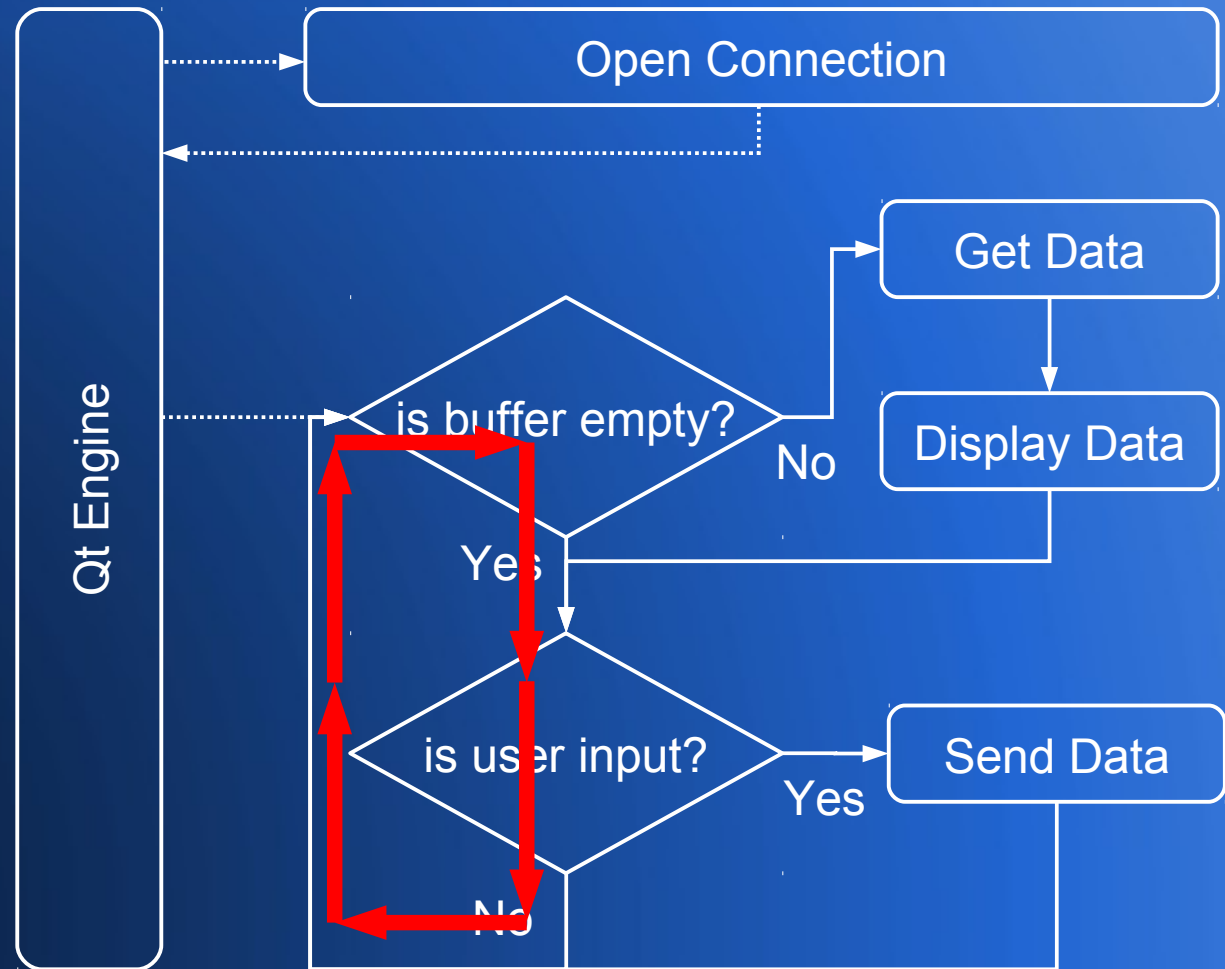 Open Connection
Qt Engine
Get Data
is buffer empty?
No
Display Data
Yes
is user input?
Send Data
Yes
No